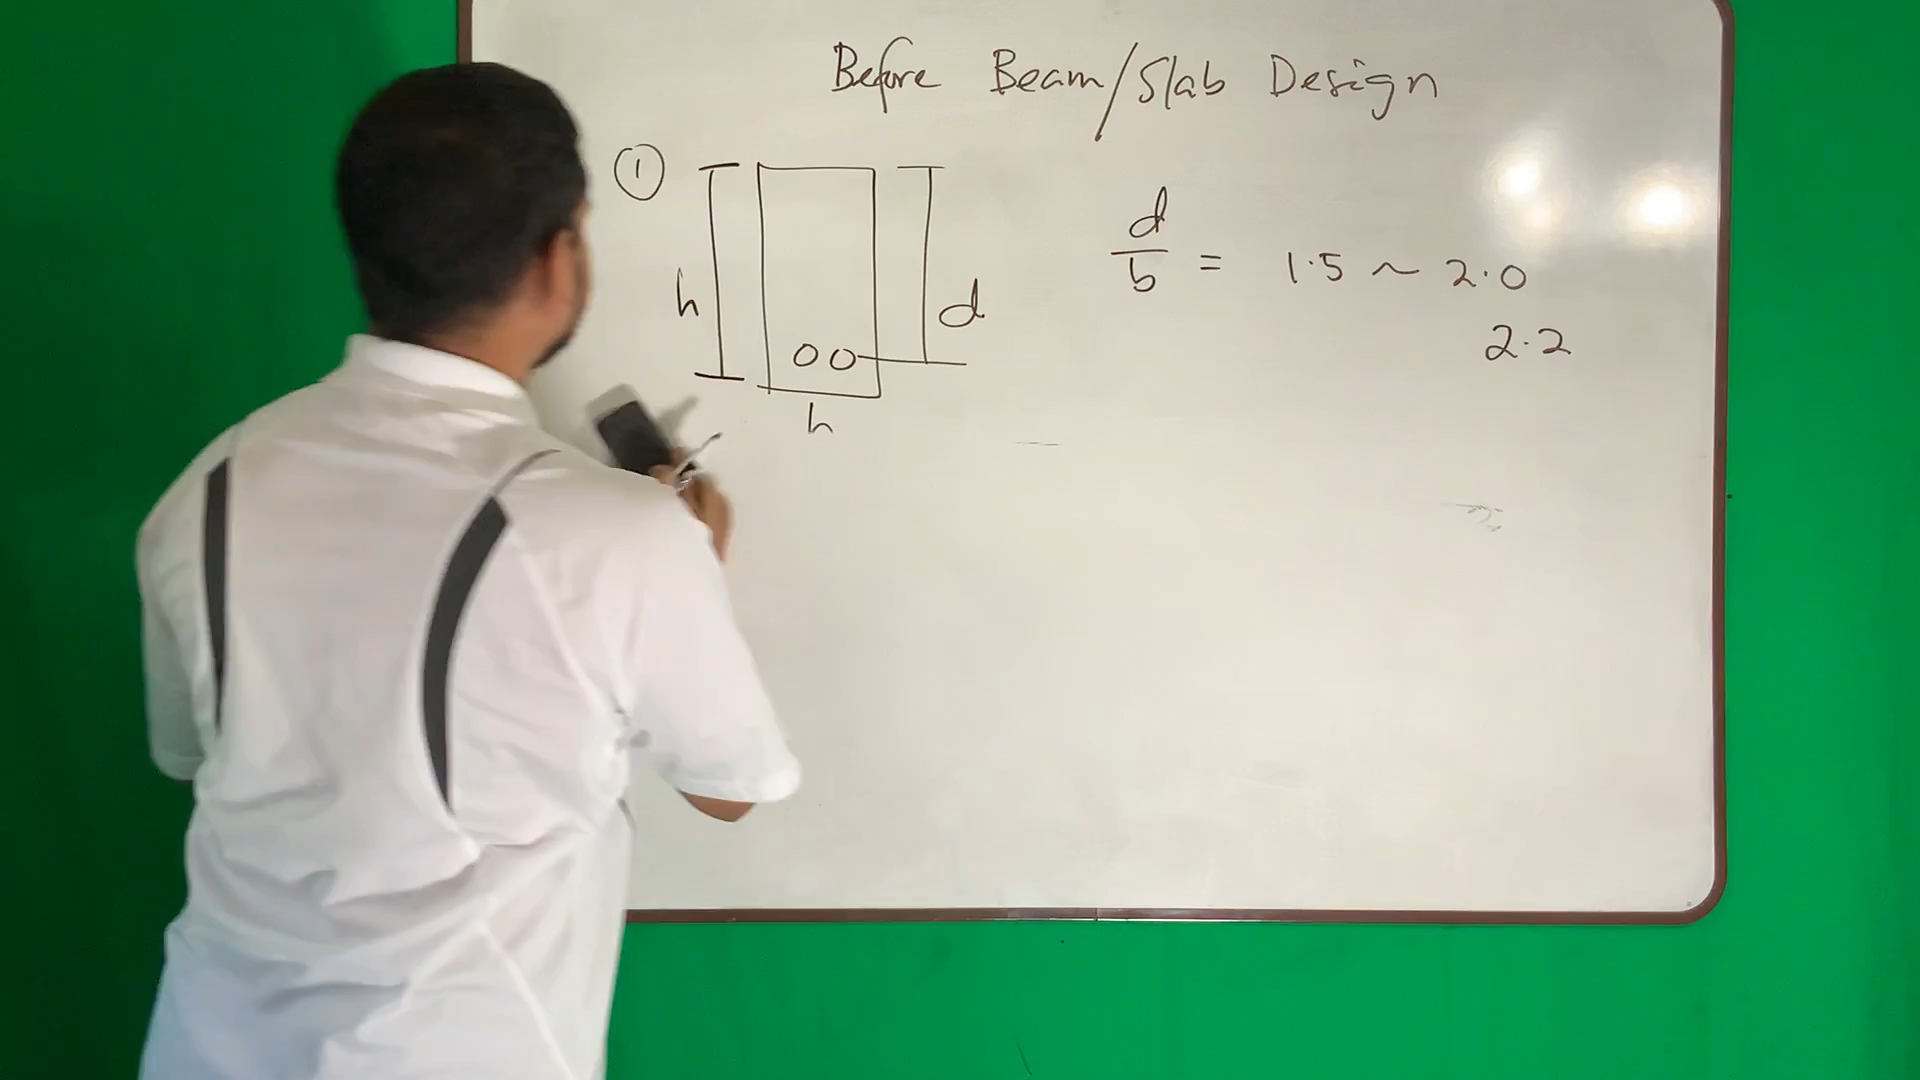 Before Beam/Slab Design
①
h
d
h
d/b = 1.5 ~ 2.0
2.2